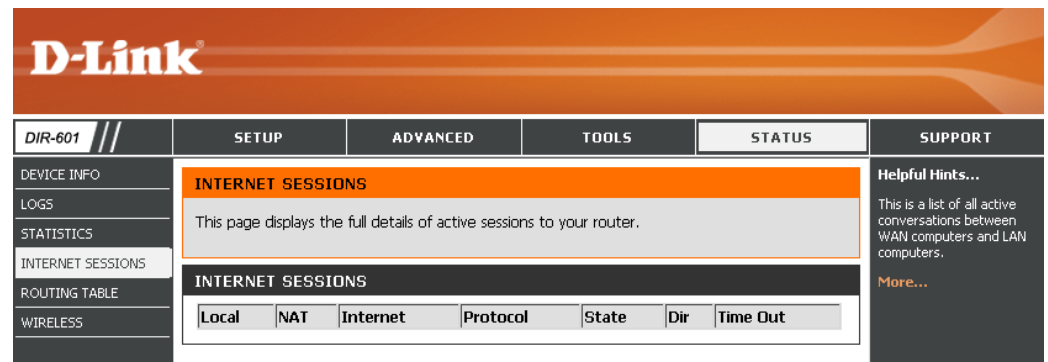 D-Link®
DIR-601
SETUP ADVANCED TOOLS STATUS SUPPORT
DEVICE INFO
LOGS
STATISTICS
INTERNET SESSIONS
ROUTING TABLE
WIRELESS
INTERNET SESSIONS
This page displays the full details of active sessions to your router.
INTERNET SESSIONS
Local NAT Internet Protocol State Dir Time Out
Helpful Hints...
This is a list of all active
conversations between
WAN computers and LAN
computers.
More...